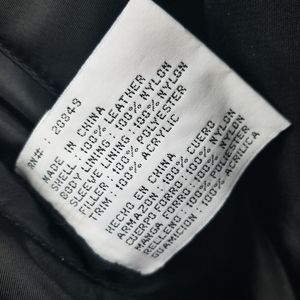 RN# : 20849
MADE IN CHINA
SHELL : 100% LEATHER
BODY LINING : 100% NYLON
SLEEVE LINING : 100% NYLON
FILLER : 100% POLYESTER
TRIM : 100% ACRYLIC
HECHO EN CHINA
ARMAZON : 100% CUERO
CUERPO FORRO : 100% NYLON
MANGA FORRO : 100% NYLON
RELLENO : 100% POLYESTER
GUARNICION : 100% ACRILICA